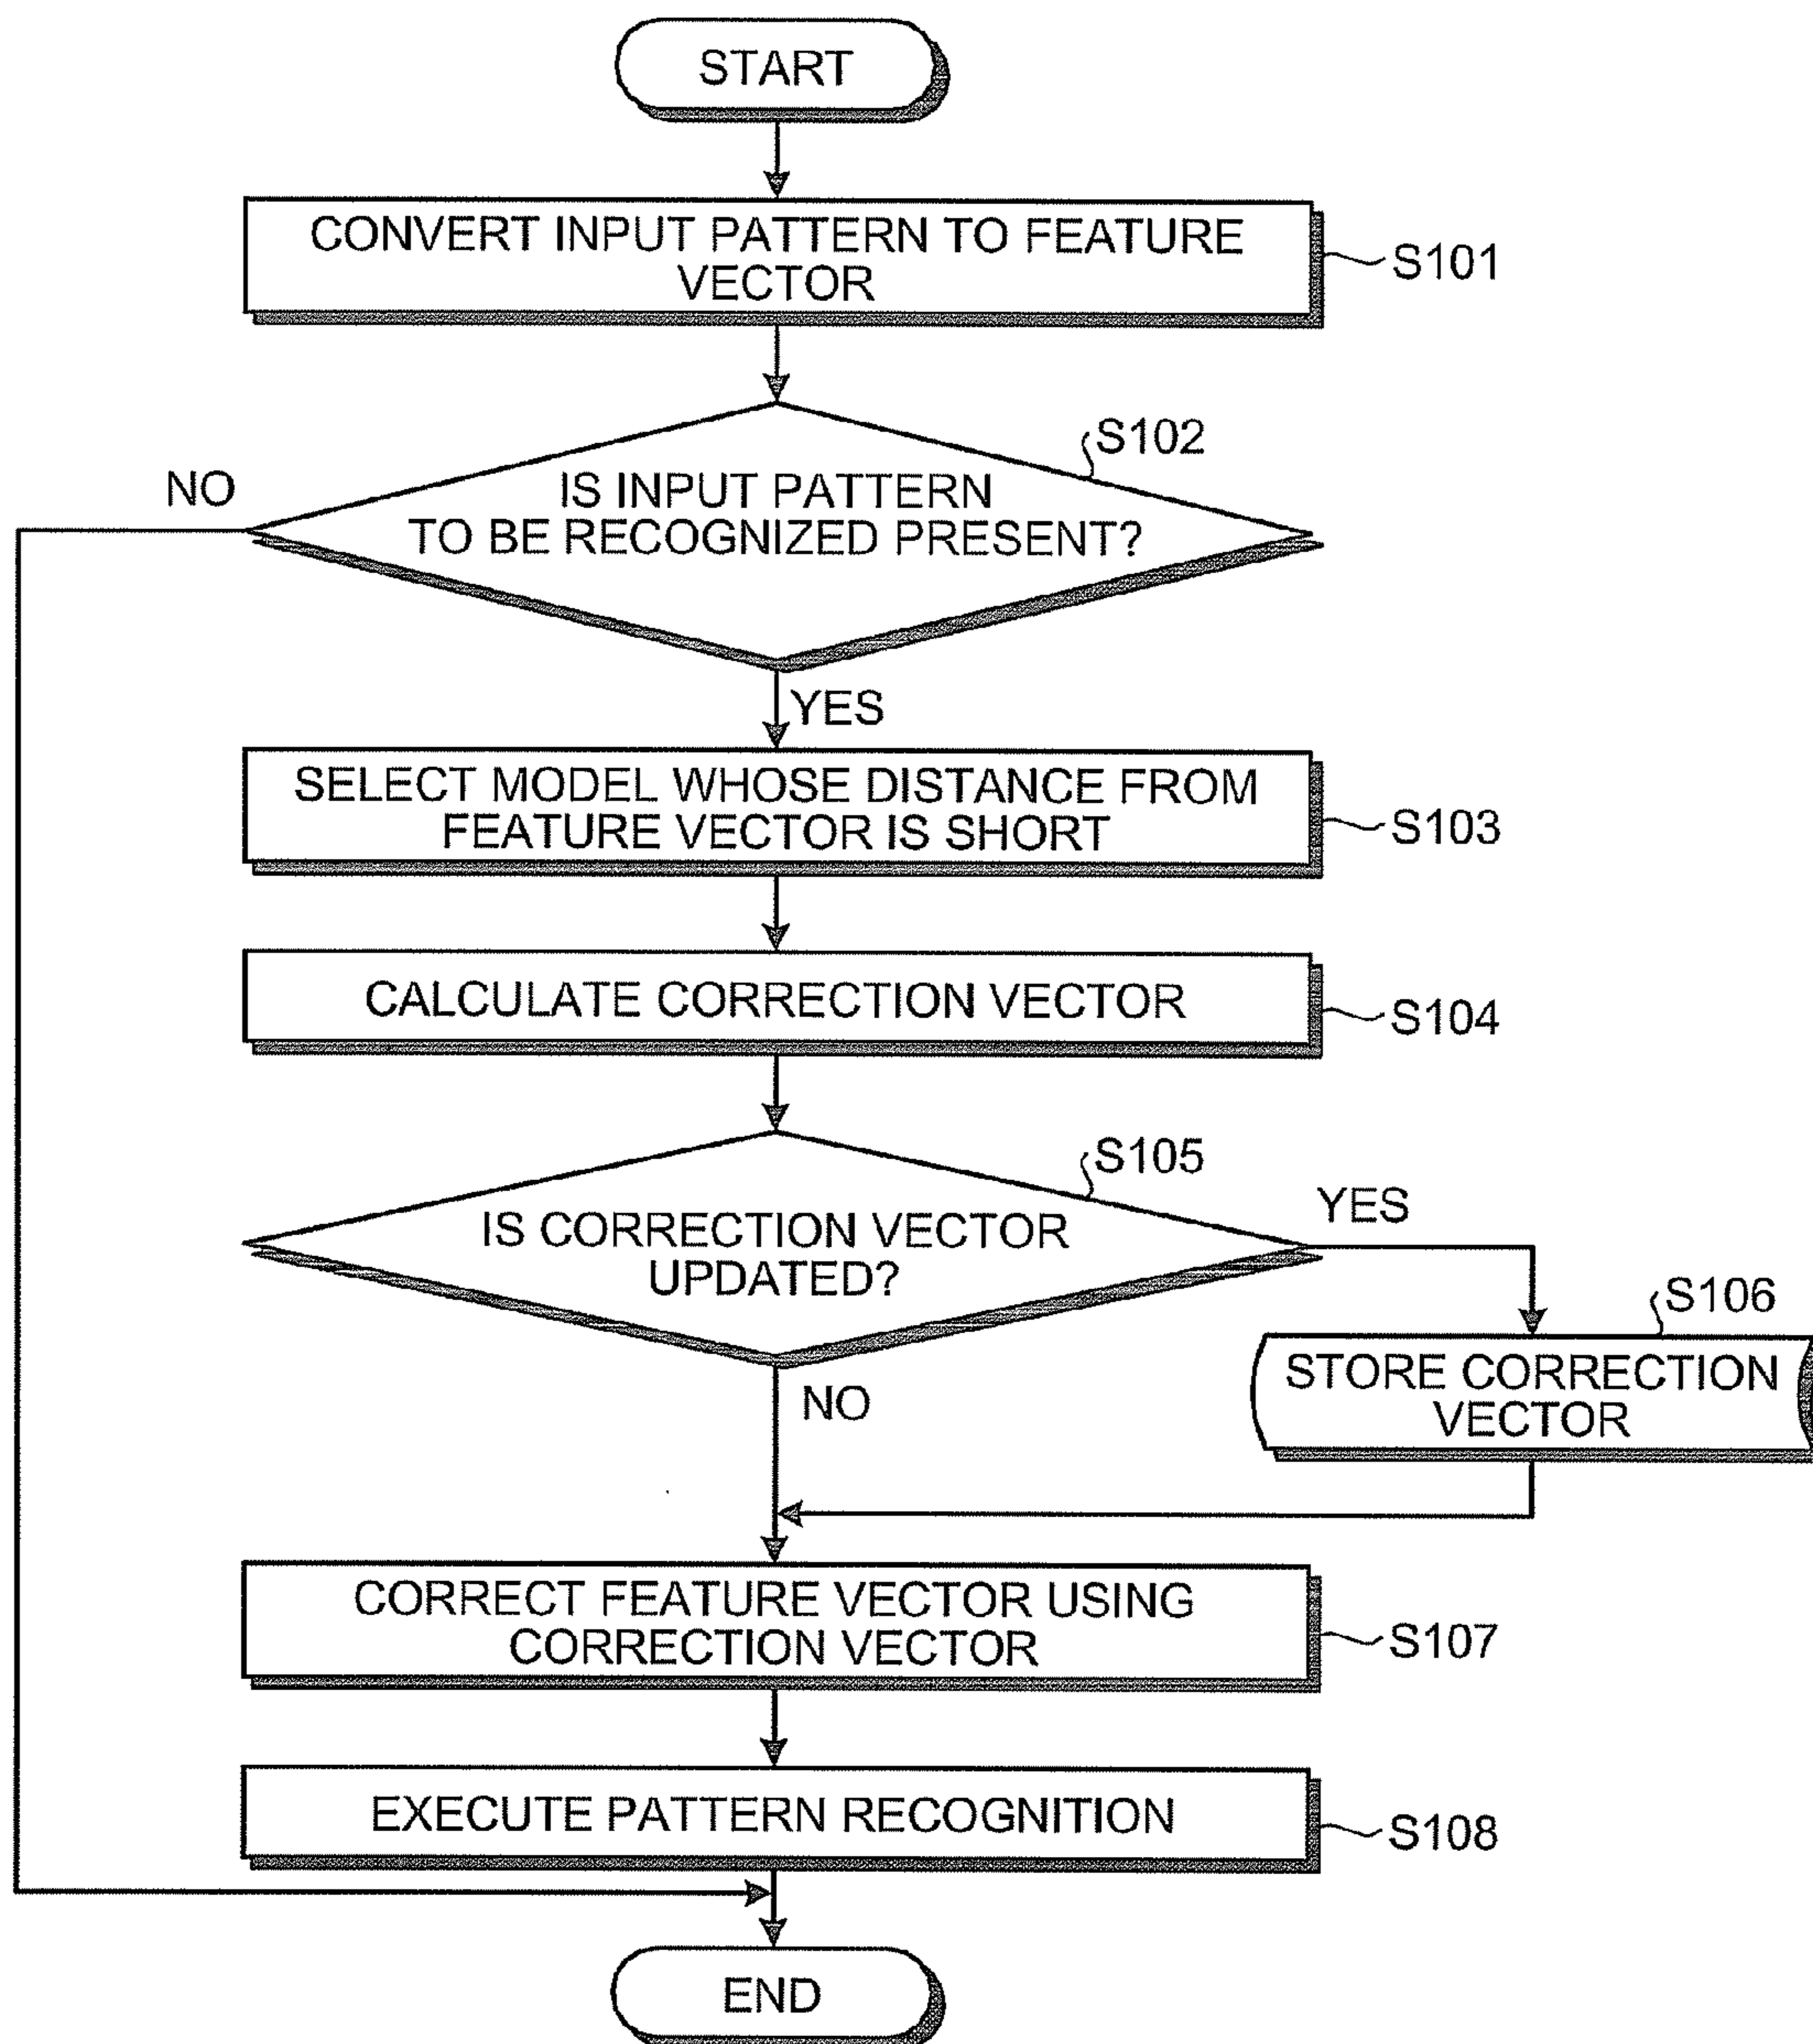 START
CONVERT INPUT PATTERN TO FEATURE
VECTOR
S101
S102
NO
IS INPUT PATTERN
TO BE RECOGNIZED PRESENT?
YES
SELECT MODEL WHOSE DISTANCE FROM
FEATURE VECTOR IS SHORT
S103
CALCULATE CORRECTION VECTOR
S104
S105
YES
IS CORRECTION VECTOR
UPDATED?
S106
STORE CORRECTION
VECTOR
NO
CORRECT FEATURE VECTOR USING
CORRECTION VECTOR
S107
EXECUTE PATTERN RECOGNITION
S108
END